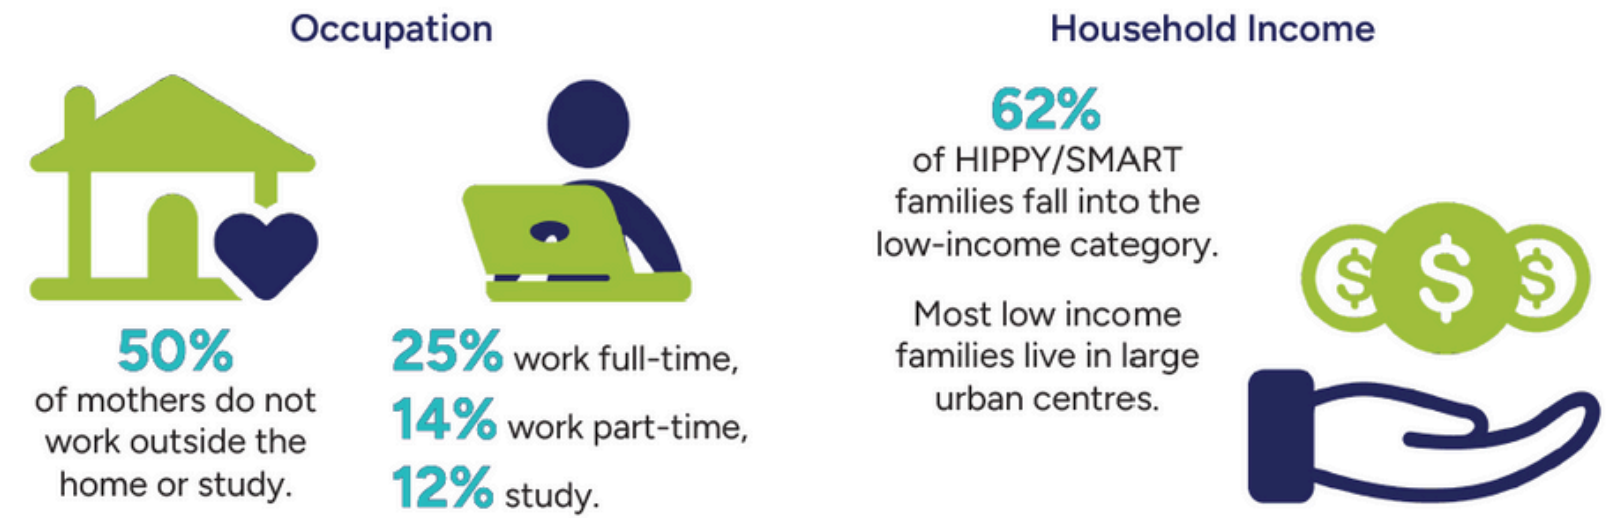 Occupation
50%
of mothers do not
work outside the
home or study.
25% work full-time,
14% work part-time,
12% study.
Household Income
62%
of HIPPY/SMART
families fall into the
low-income category.
Most low income
families live in large
urban centres.
$ $ $